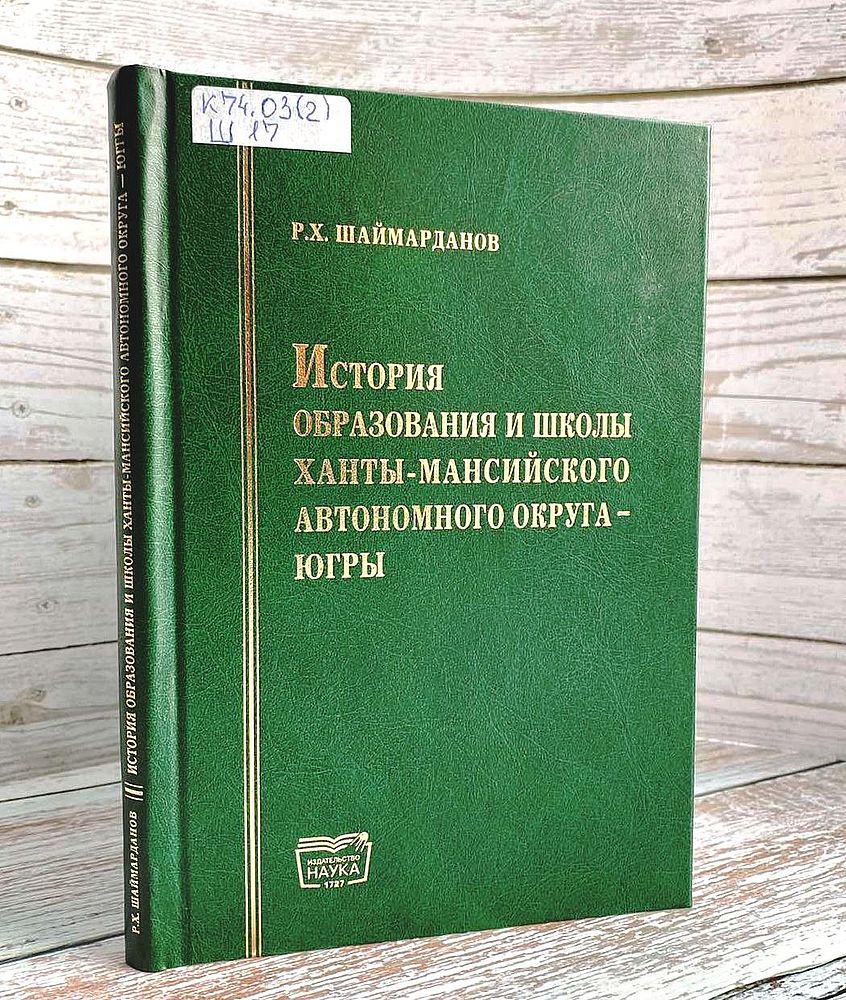 К74.03(2)
Ш 17
Р.Х. ШАЙМАРДАНОВ
ИСТОРИЯ
ОБРАЗОВАНИЯ И ШКОЛЫ
ХАНТЫ-МАНСИЙСКОГО
АВТОНОМНОГО ОКРУГА –
ЮГРЫ
ИЗДАТЕЛЬСТВО
НАУКА
1727
Р.Х. ШАЙМАРДАНОВ ИСТОРИЯ ОБРАЗОВАНИЯ И ШКОЛЫ ХАНТЫ-МАНСИЙСКОГО АВТОНОМНОГО ОКРУГА — ЮГРЫ